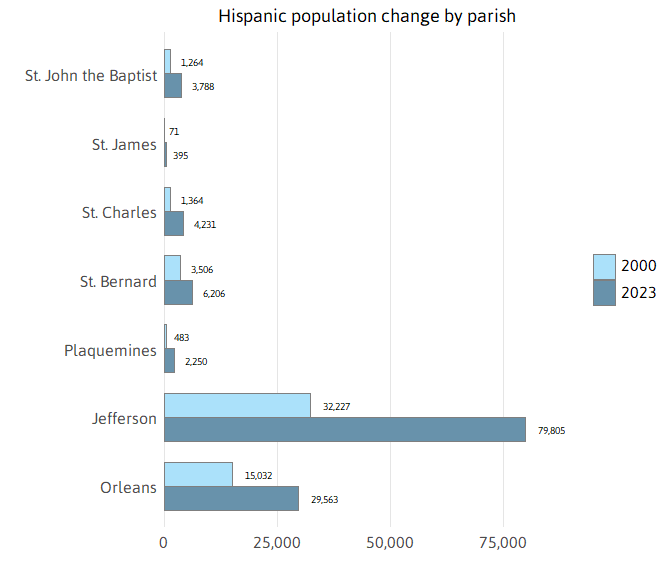 Hispanic population change by parish
St. John the Baptist
1,264
3,788
St. James
71
395
St. Charles
1,364
4,231
St. Bernard
3,506
6,206
2000
2023
Plaquemines
483
2,250
Jefferson
32,227
79,805
Orleans
15,032
29,563
0 25,000 50,000 75,000